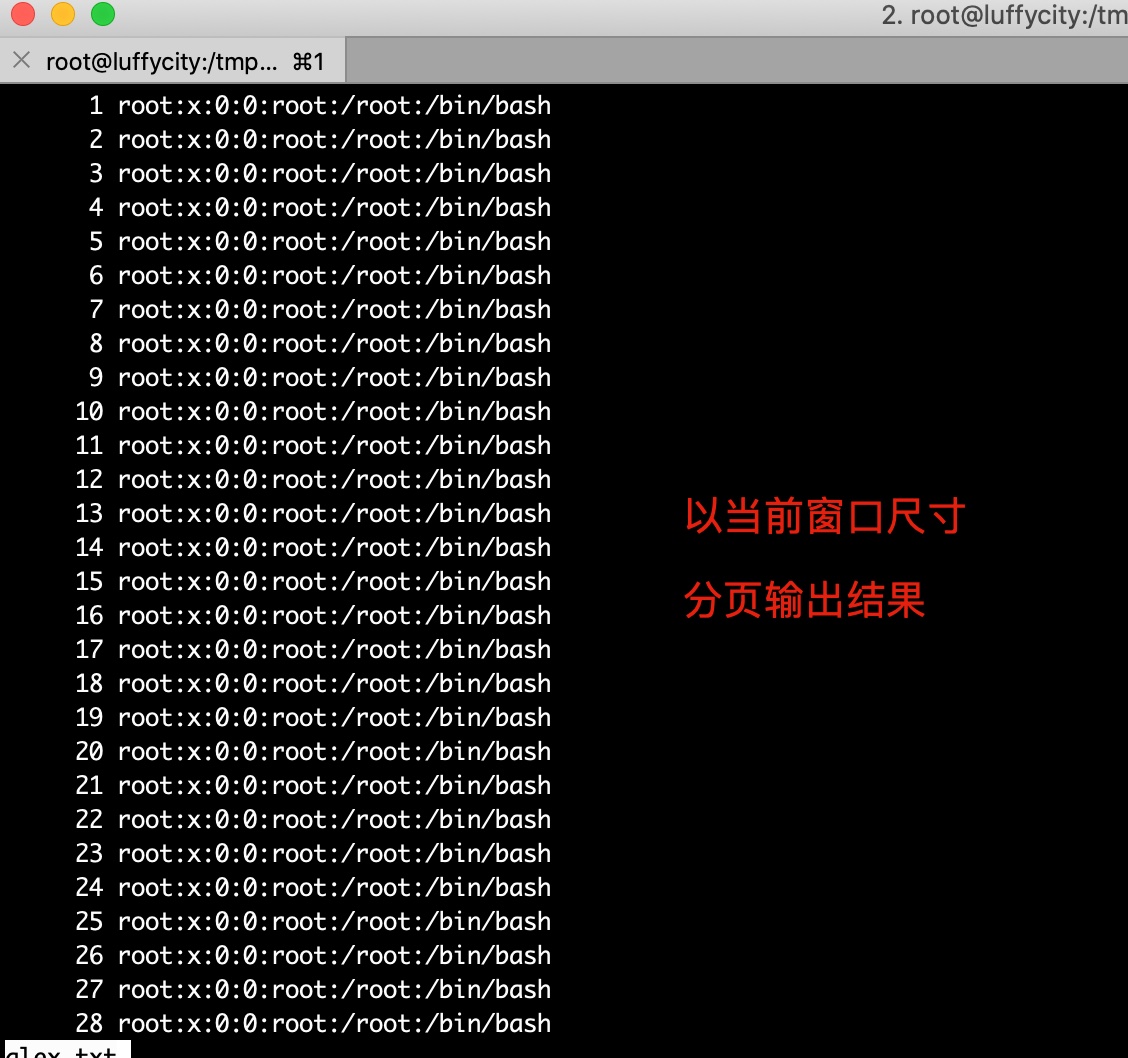 2. root@luffycity:/tm
root@luffycity:/tmp... ⌘1
1 root:x:0:0:root:/root:/bin/bash
2 root:x:0:0:root:/root:/bin/bash
3 root:x:0:0:root:/root:/bin/bash
4 root:x:0:0:root:/root:/bin/bash
5 root:x:0:0:root:/root:/bin/bash
6 root:x:0:0:root:/root:/bin/bash
7 root:x:0:0:root:/root:/bin/bash
8 root:x:0:0:root:/root:/bin/bash
9 root:x:0:0:root:/root:/bin/bash
10 root:x:0:0:root:/root:/bin/bash
11 root:x:0:0:root:/root:/bin/bash
12 root:x:0:0:root:/root:/bin/bash
13 root:x:0:0:root:/root:/bin/bash
14 root:x:0:0:root:/root:/bin/bash
15 root:x:0:0:root:/root:/bin/bash
16 root:x:0:0:root:/root:/bin/bash
17 root:x:0:0:root:/root:/bin/bash
18 root:x:0:0:root:/root:/bin/bash
19 root:x:0:0:root:/root:/bin/bash
20 root:x:0:0:root:/root:/bin/bash
21 root:x:0:0:root:/root:/bin/bash
22 root:x:0:0:root:/root:/bin/bash
23 root:x:0:0:root:/root:/bin/bash
24 root:x:0:0:root:/root:/bin/bash
25 root:x:0:0:root:/root:/bin/bash
26 root:x:0:0:root:/root:/bin/bash
27 root:x:0:0:root:/root:/bin/bash
28 root:x:0:0:root:/root:/bin/bash
alex.txt
以当前窗口尺寸
分页输出结果